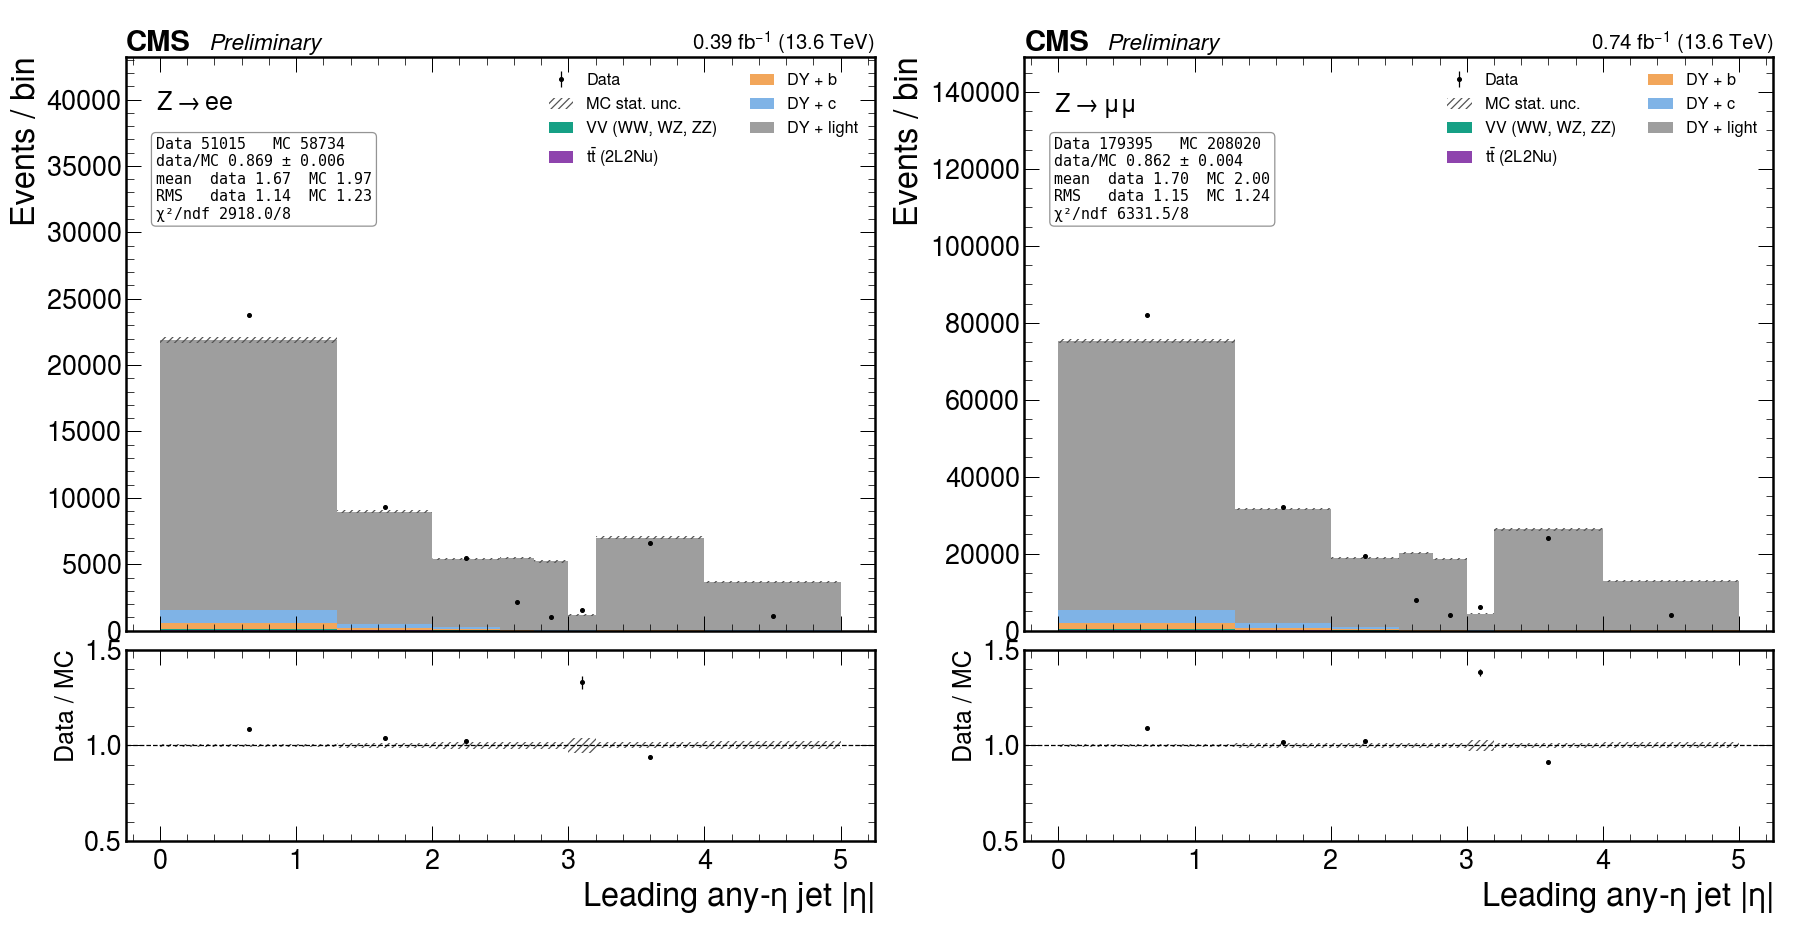 CMS Preliminary 0.39 fb⁻¹ (13.6 TeV)
Events / bin
40000
35000
30000
25000
20000
15000
10000
5000
0
Z → ee
Data 51015 MC 58734
data/MC 0.869 ± 0.006
mean data 1.67 MC 1.97
RMS data 1.14 MC 1.23
χ²/ndf 2918.0/8
Data
MC stat. unc.
VV (WW, WZ, ZZ)
tt̄ (2L2Nu)
DY + b
DY + c
DY + light
Data / MC
1.5
1.0
0.5
0 1 2 3 4 5
Leading any-η jet |η|
CMS Preliminary 0.74 fb⁻¹ (13.6 TeV)
Events / bin
140000
120000
100000
80000
60000
40000
20000
0
Z → μμ
Data 179395 MC 208020
data/MC 0.862 ± 0.004
mean data 1.70 MC 2.00
RMS data 1.15 MC 1.24
χ²/ndf 6331.5/8
Data
MC stat. unc.
VV (WW, WZ, ZZ)
tt̄ (2L2Nu)
DY + b
DY + c
DY + light
Data / MC
1.5
1.0
0.5
0 1 2 3 4 5
Leading any-η jet |η|